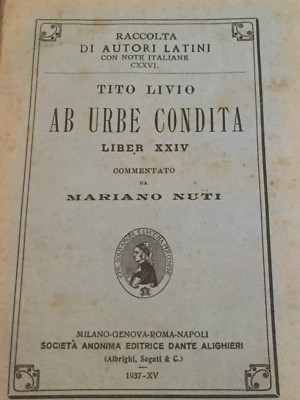 RACCOLTA
DI AUTORI LATINI
CON NOTE ITALIANE
CXXVI.
TITO LIVIO
AB URBE CONDITA
LIBER XXIV
COMMENTATO
DA
MARIANO NUTI
MILANO-GENOVA-ROMA-NAPOLI
SOCIETÀ ANONIMA EDITRICE DANTE ALIGHIERI
(Albrighi, Segati & C.)
1937-XV